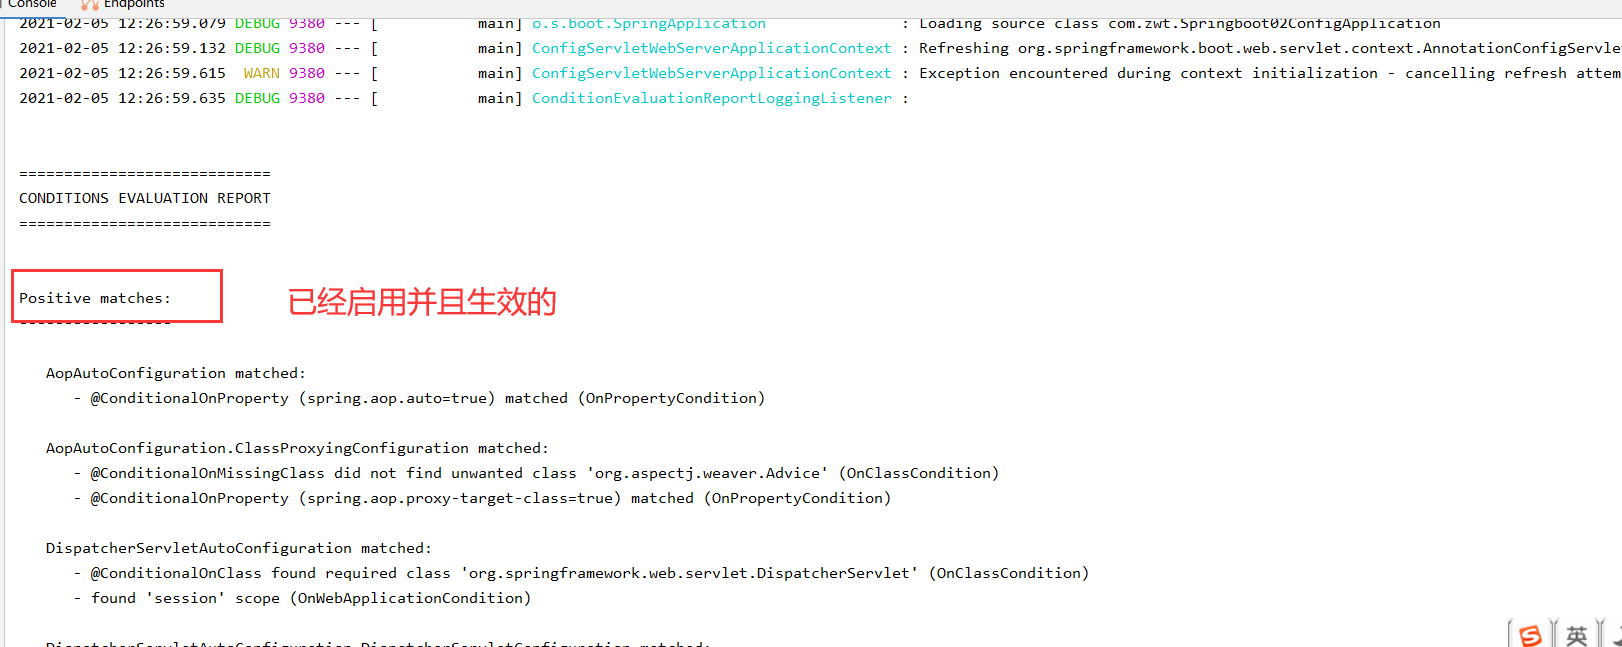 Console Endpoints
2021-02-05 12:26:59.079 DEBUG 9380 --- [           main] o.s.boot.SpringApplication               : Loading source class com.zwt.Springboot02ConfigApplication
2021-02-05 12:26:59.132 DEBUG 9380 --- [           main] ConfigServletWebServerApplicationContext : Refreshing org.springframework.boot.web.servlet.context.AnnotationConfigServle
2021-02-05 12:26:59.615  WARN 9380 --- [           main] ConfigServletWebServerApplicationContext : Exception encountered during context initialization - cancelling refresh attem
2021-02-05 12:26:59.635 DEBUG 9380 --- [           main] ConditionEvaluationReportLoggingListener :
============================
CONDITIONS EVALUATION REPORT
============================
Positive matches: 已经启用并且生效的
-----------------
AopAutoConfiguration matched:
- @ConditionalOnProperty (spring.aop.auto=true) matched (OnPropertyCondition)
AopAutoConfiguration.ClassProxyingConfiguration matched:
- @ConditionalOnMissingClass did not find unwanted class 'org.aspectj.weaver.Advice' (OnClassCondition)
- @ConditionalOnProperty (spring.aop.proxy-target-class=true) matched (OnPropertyCondition)
DispatcherServletAutoConfiguration matched:
- @ConditionalOnClass found required class 'org.springframework.web.servlet.DispatcherServlet' (OnClassCondition)
- found 'session' scope (OnWebApplicationCondition)
DispatcherServletAutoConfiguration.DispatcherServletConfiguration matched:
S 英